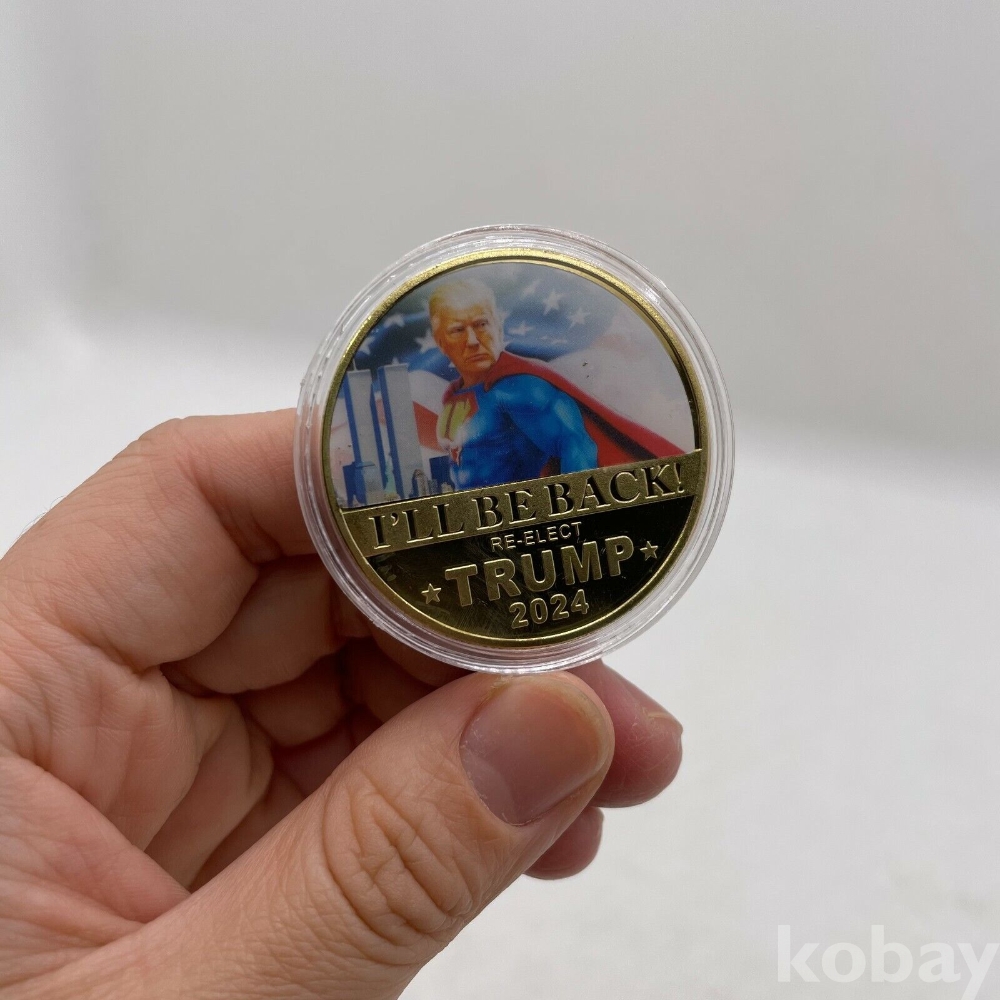 I'LL BE BACK!
RE-ELECT
TRUMP
2024
kobay